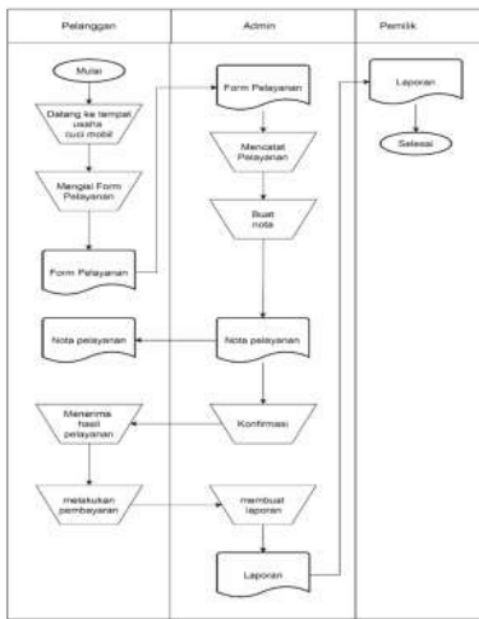 Pelanggan
Admin
Pemilik
Mulai
Datang ke tempat
usaha
cuci mobil
Mengisi Form
Pelayanan
Form Pelayanan
Nota pelayanan
Menerima
hasil
pelayanan
melakukan
pembayaran
Form Pelayanan
Mencatat
Pelayanan
Buat
nota
Nota pelayanan
Konfirmasi
membuat
laporan
Laporan
Laporan
Selesai